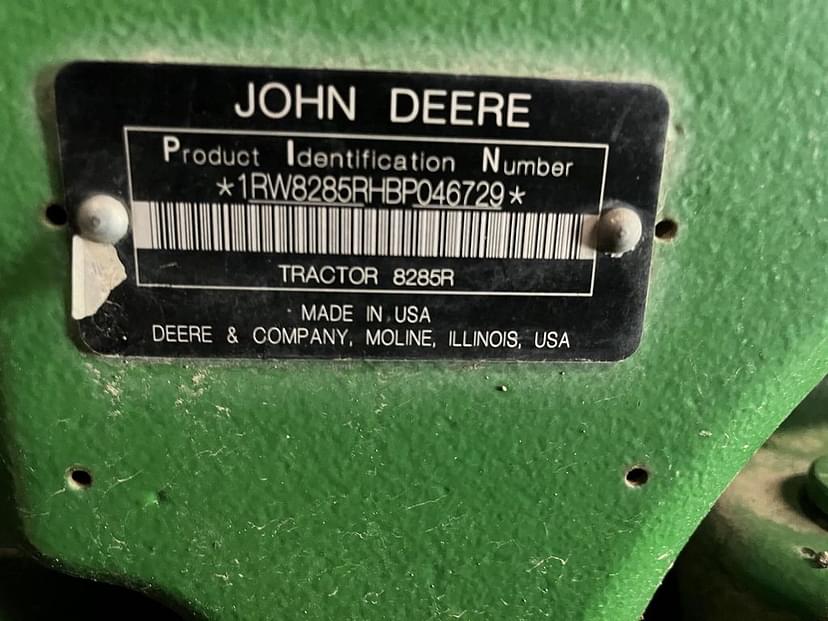 JOHN DEERE
Product Identification Number
*1RW8285RHBP046729*
TRACTOR 8285R
MADE IN USA
DEERE & COMPANY, MOLINE, ILLINOIS, USA